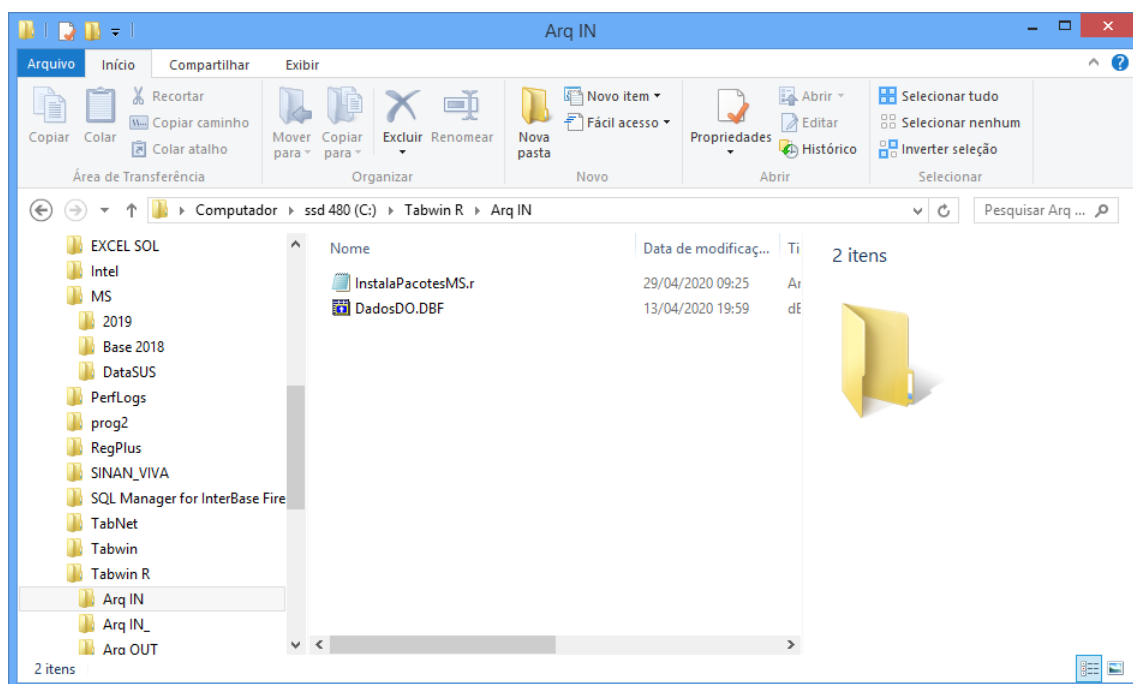 Arq IN
Arquivo Início Compartilhar Exibir
Copiar Colar Recortar Copiar caminho Colar atalho
Área de Transferência
Mover para Copiar para Excluir Renomear
Organizar
Nova pasta Novo item Fácil acesso
Novo
Propriedades Abrir Editar Histórico
Abrir
Selecionar tudo Selecionar nenhum Inverter seleção
Selecionar
Computador ssd 480 (C:) Tabwin R Arq IN
Pesquisar Arq ...
EXCEL SOL
Intel
MS
2019
Base 2018
DataSUS
PerfLogs
prog2
RegPlus
SINAN_VIVA
SQL Manager for InterBase Fire
TabNet
Tabwin
Tabwin R
Arq IN
Arq IN_
Arq OUT
Nome Data de modificaç... Ti
InstalaPacotesMS.r 29/04/2020 09:25 Ar
DadosDO.DBF 13/04/2020 19:59 dE
2 itens
2 itens